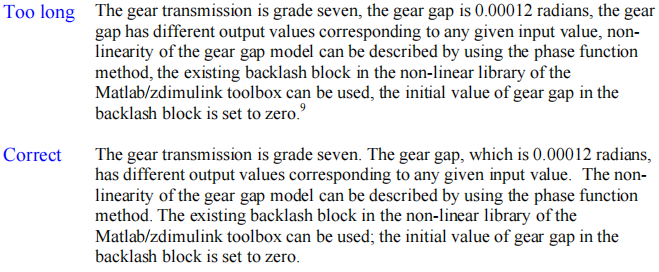 Too long The gear transmission is grade seven, the gear gap is 0.00012 radians, the gear
gap has different output values corresponding to any given input value, non-
linearity of the gear gap model can be described by using the phase function
method, the existing backlash block in the non-linear library of the
Matlab/zdimulink toolbox can be used, the initial value of gear gap in the
backlash block is set to zero.9
Correct The gear transmission is grade seven. The gear gap, which is 0.00012 radians,
has different output values corresponding to any given input value. The non-
linearity of the gear gap model can be described by using the phase function
method. The existing backlash block in the non-linear library of the
Matlab/zdimulink toolbox can be used; the initial value of gear gap in the
backlash block is set to zero.